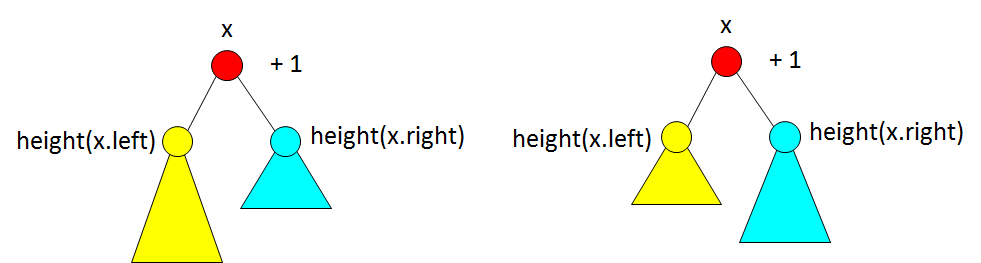 x
+ 1
height(x.left)
height(x.right)
x
+ 1
height(x.left)
height(x.right)